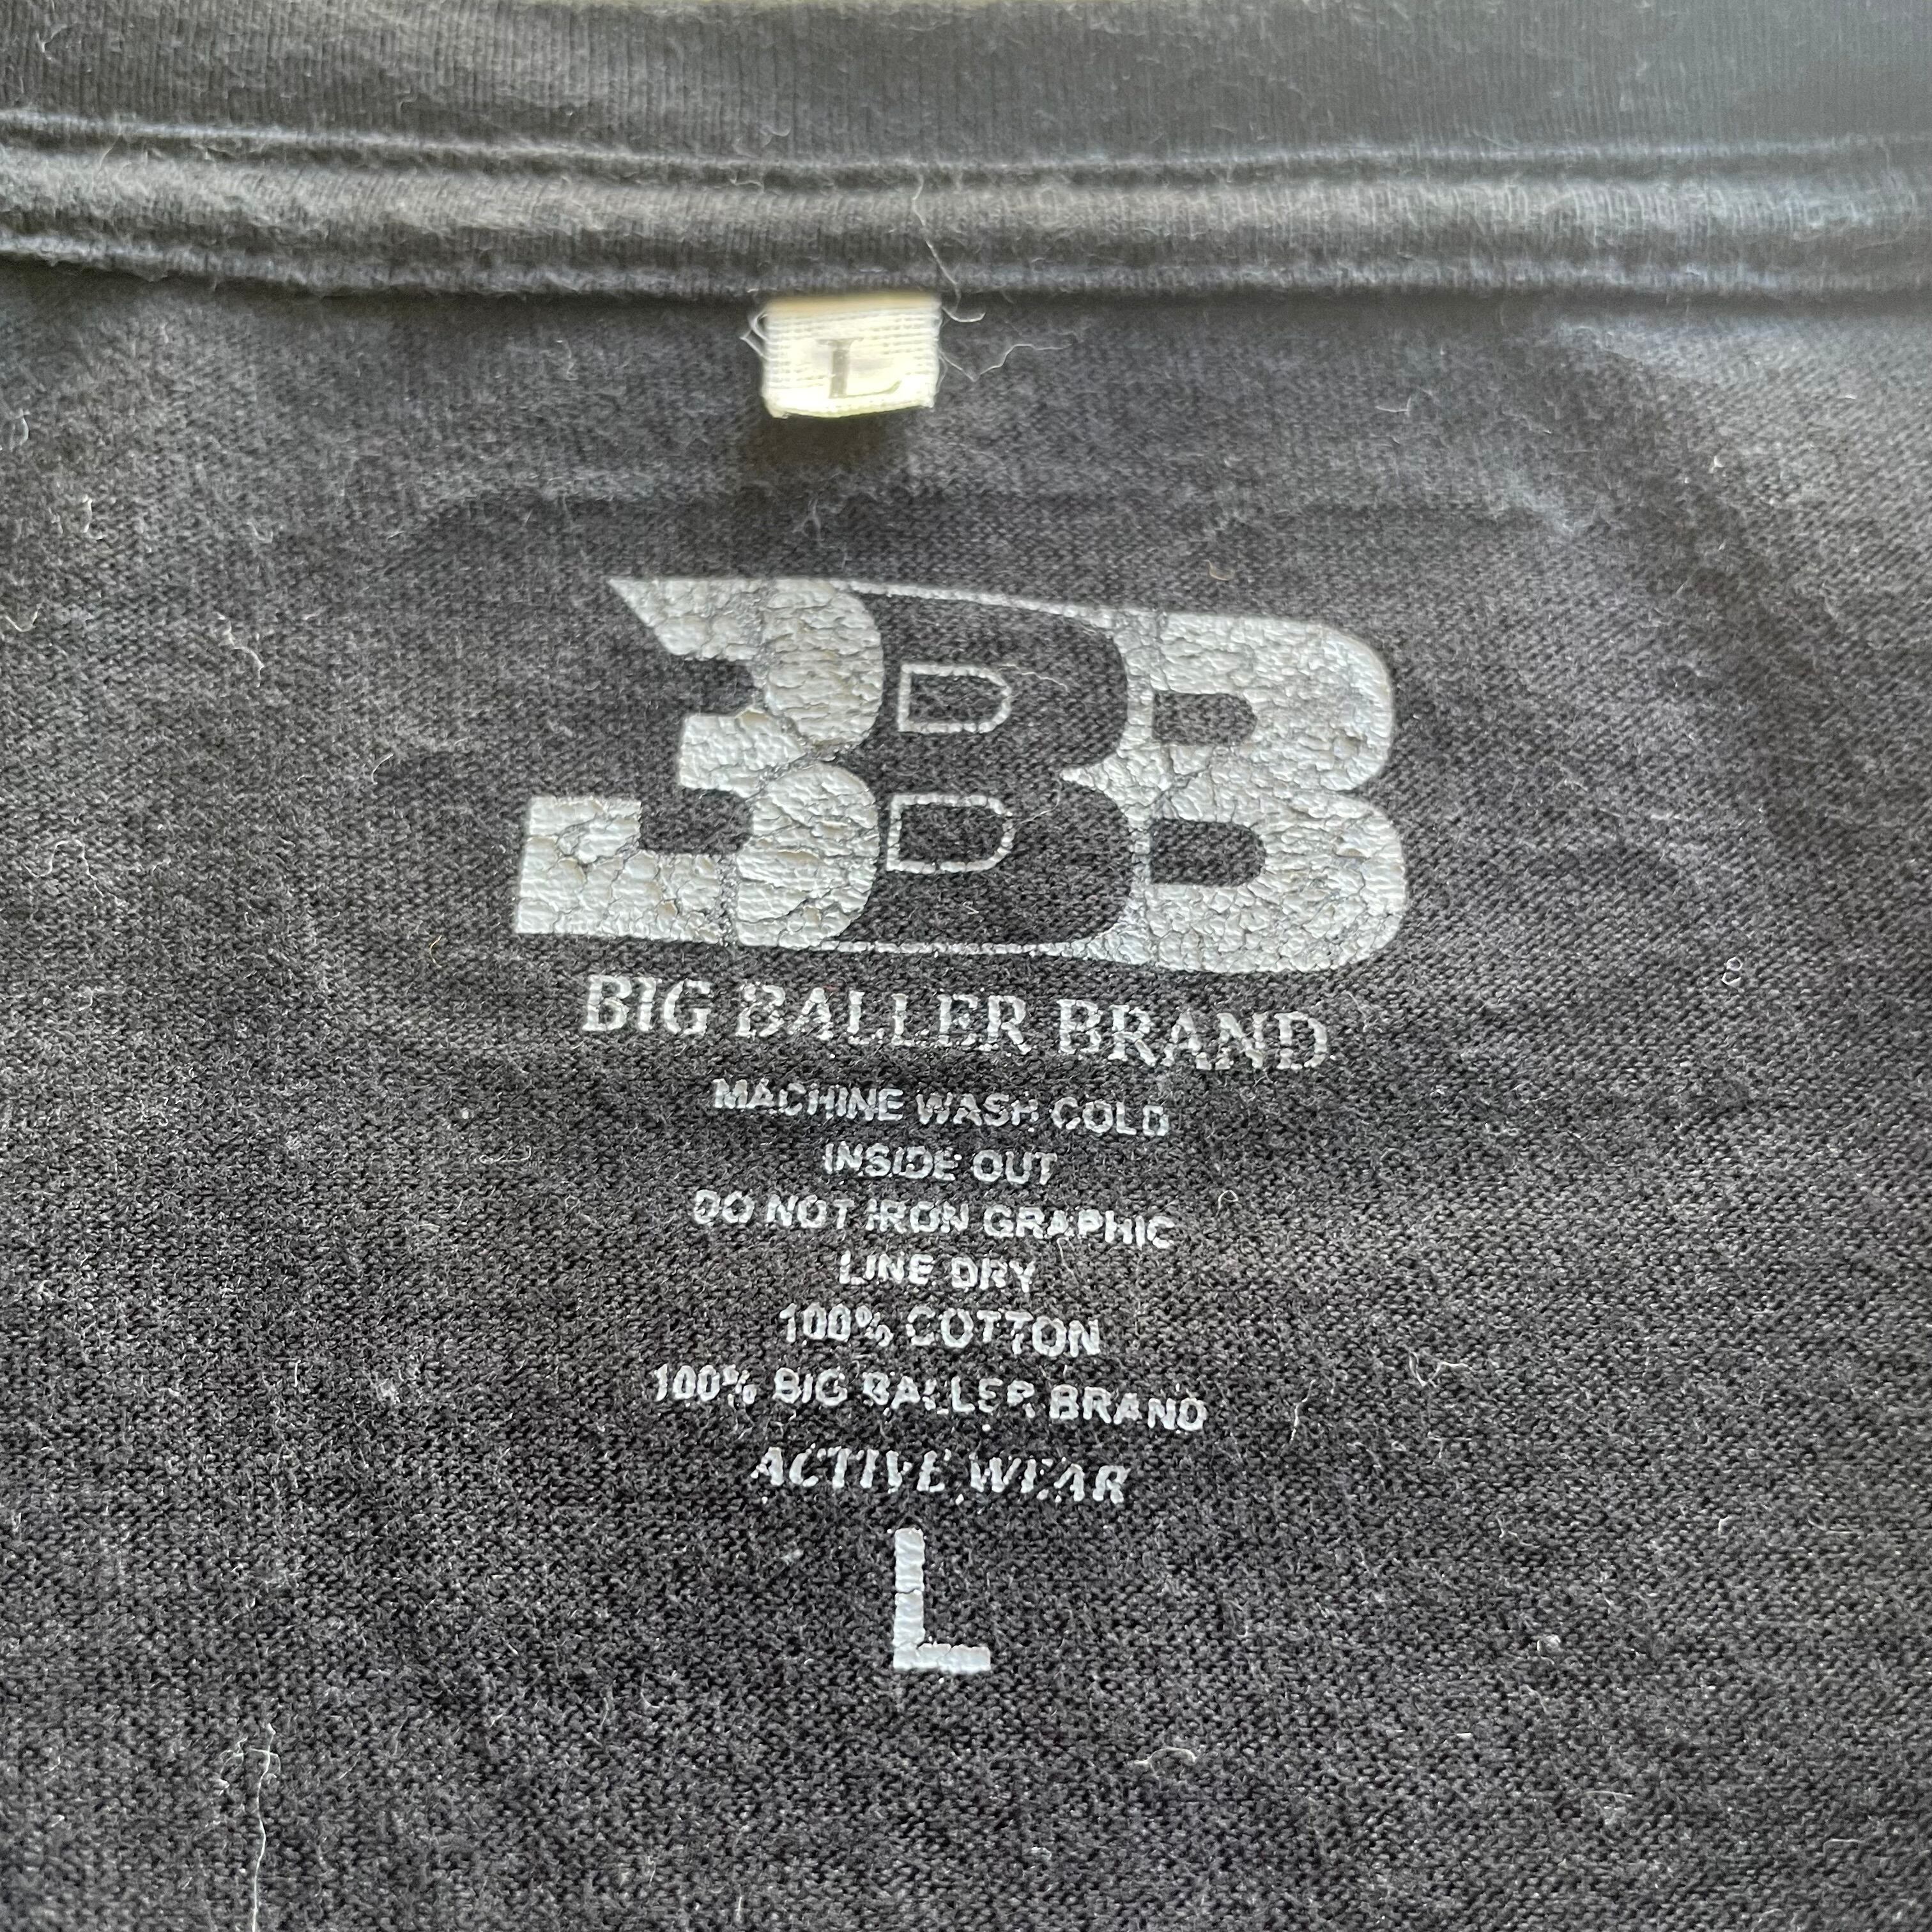 L
BBB
BIG BALLER BRAND
MACHINE WASH COLD
INSIDE OUT
DO NOT IRON GRAPHIC
LINE DRY
100% COTTON
100% BIG BALLER BRAND
ACTIVE WEAR
L